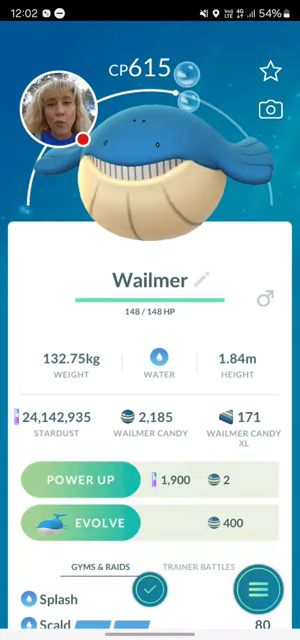 12:02 54%
CP615
Wailmer
148 / 148 HP
132.75kg WATER 1.84m
WEIGHT HEIGHT
24,142,935 2,185 171
STARDUST WAILMER CANDY WAILMER CANDY XL
POWER UP 1,900 2
EVOLVE 400
GYMS & RAIDS TRAINER BATTLES
Splash
Scald 80